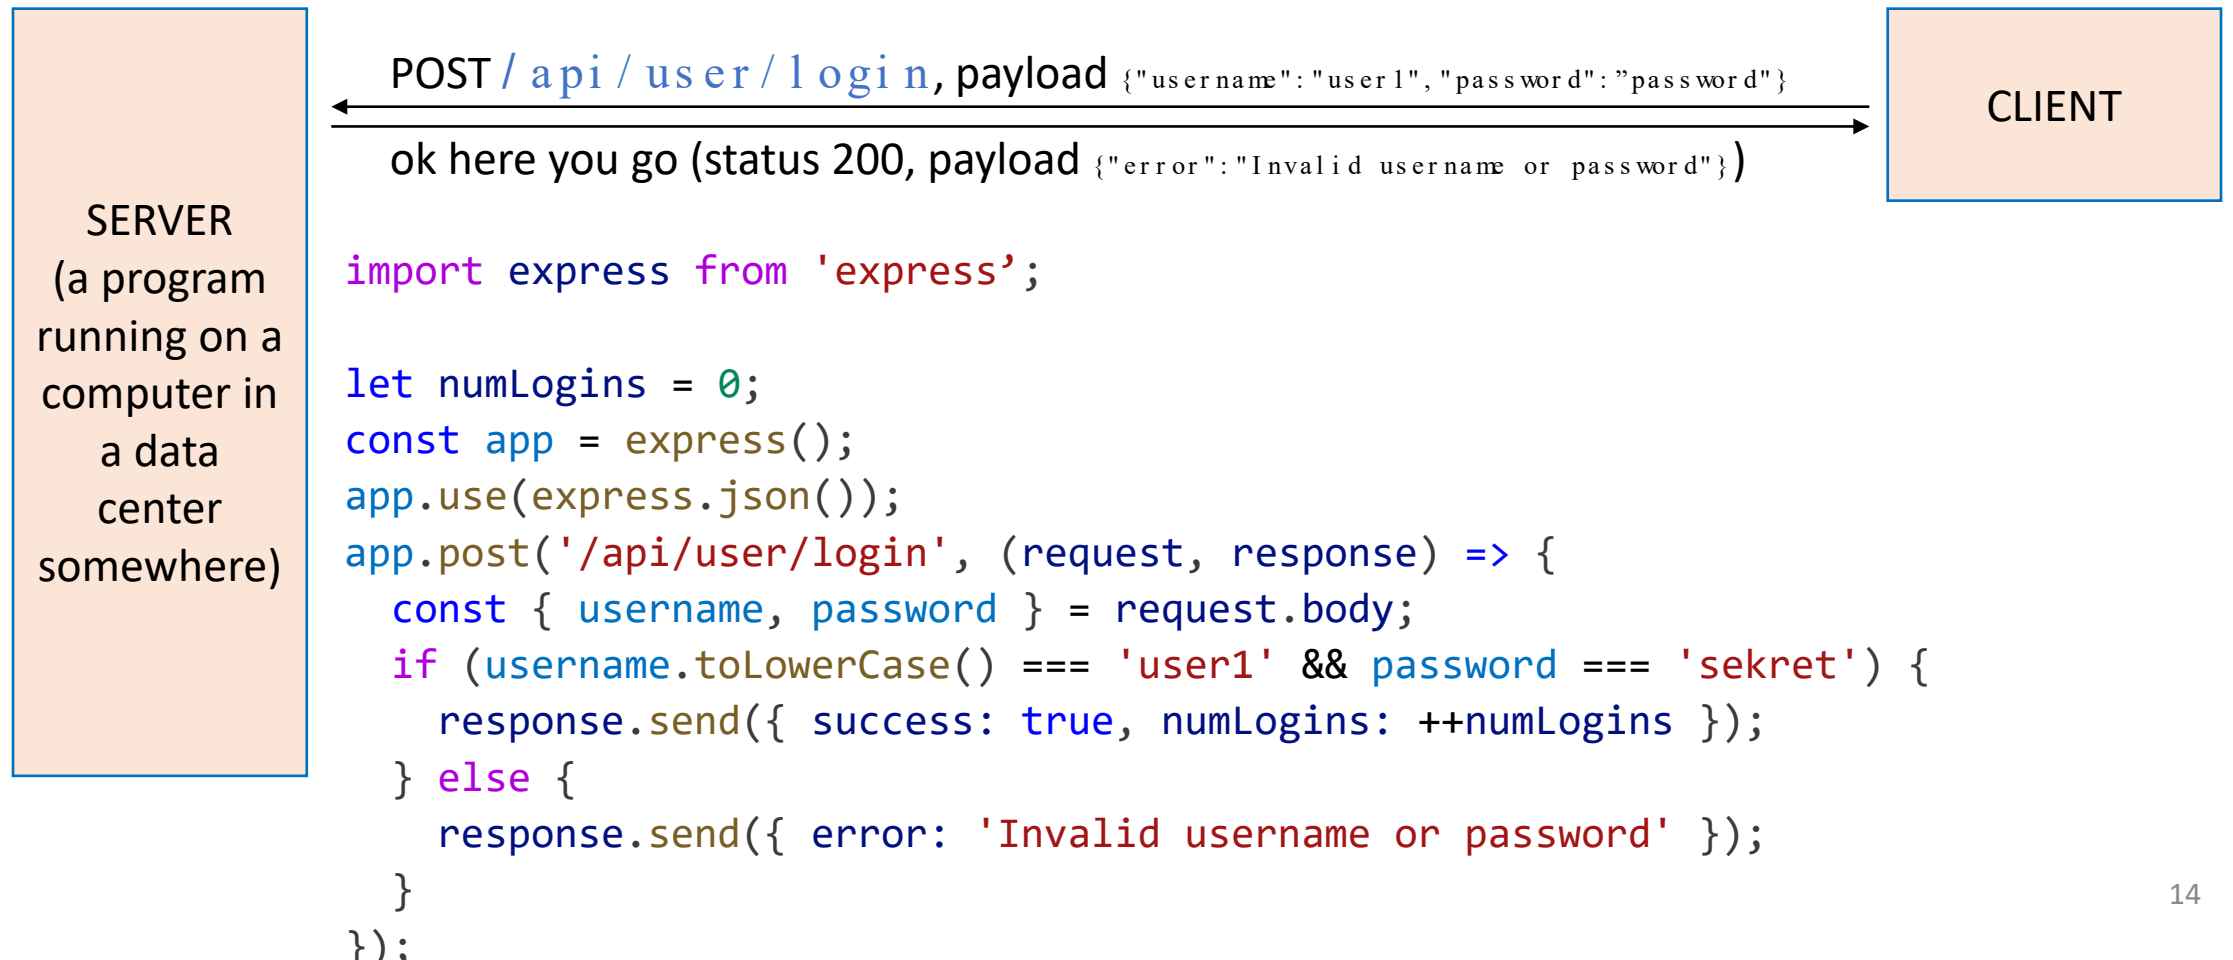 SERVER
(a program
running on a
computer in
a data
center
somewhere)
POST /api/user/login, payload {"username":"user1","password":”password"}
ok here you go (status 200, payload {"error":"Invalid username or password"})
CLIENT
import express from 'express’;
let numLogins = 0;
const app = express();
app.use(express.json());
app.post('/api/user/login', (request, response) => {
  const { username, password } = request.body;
  if (username.toLowerCase() === 'user1' && password === 'sekret') {
    response.send({ success: true, numLogins: ++numLogins });
  } else {
    response.send({ error: 'Invalid username or password' });
  }
});
14